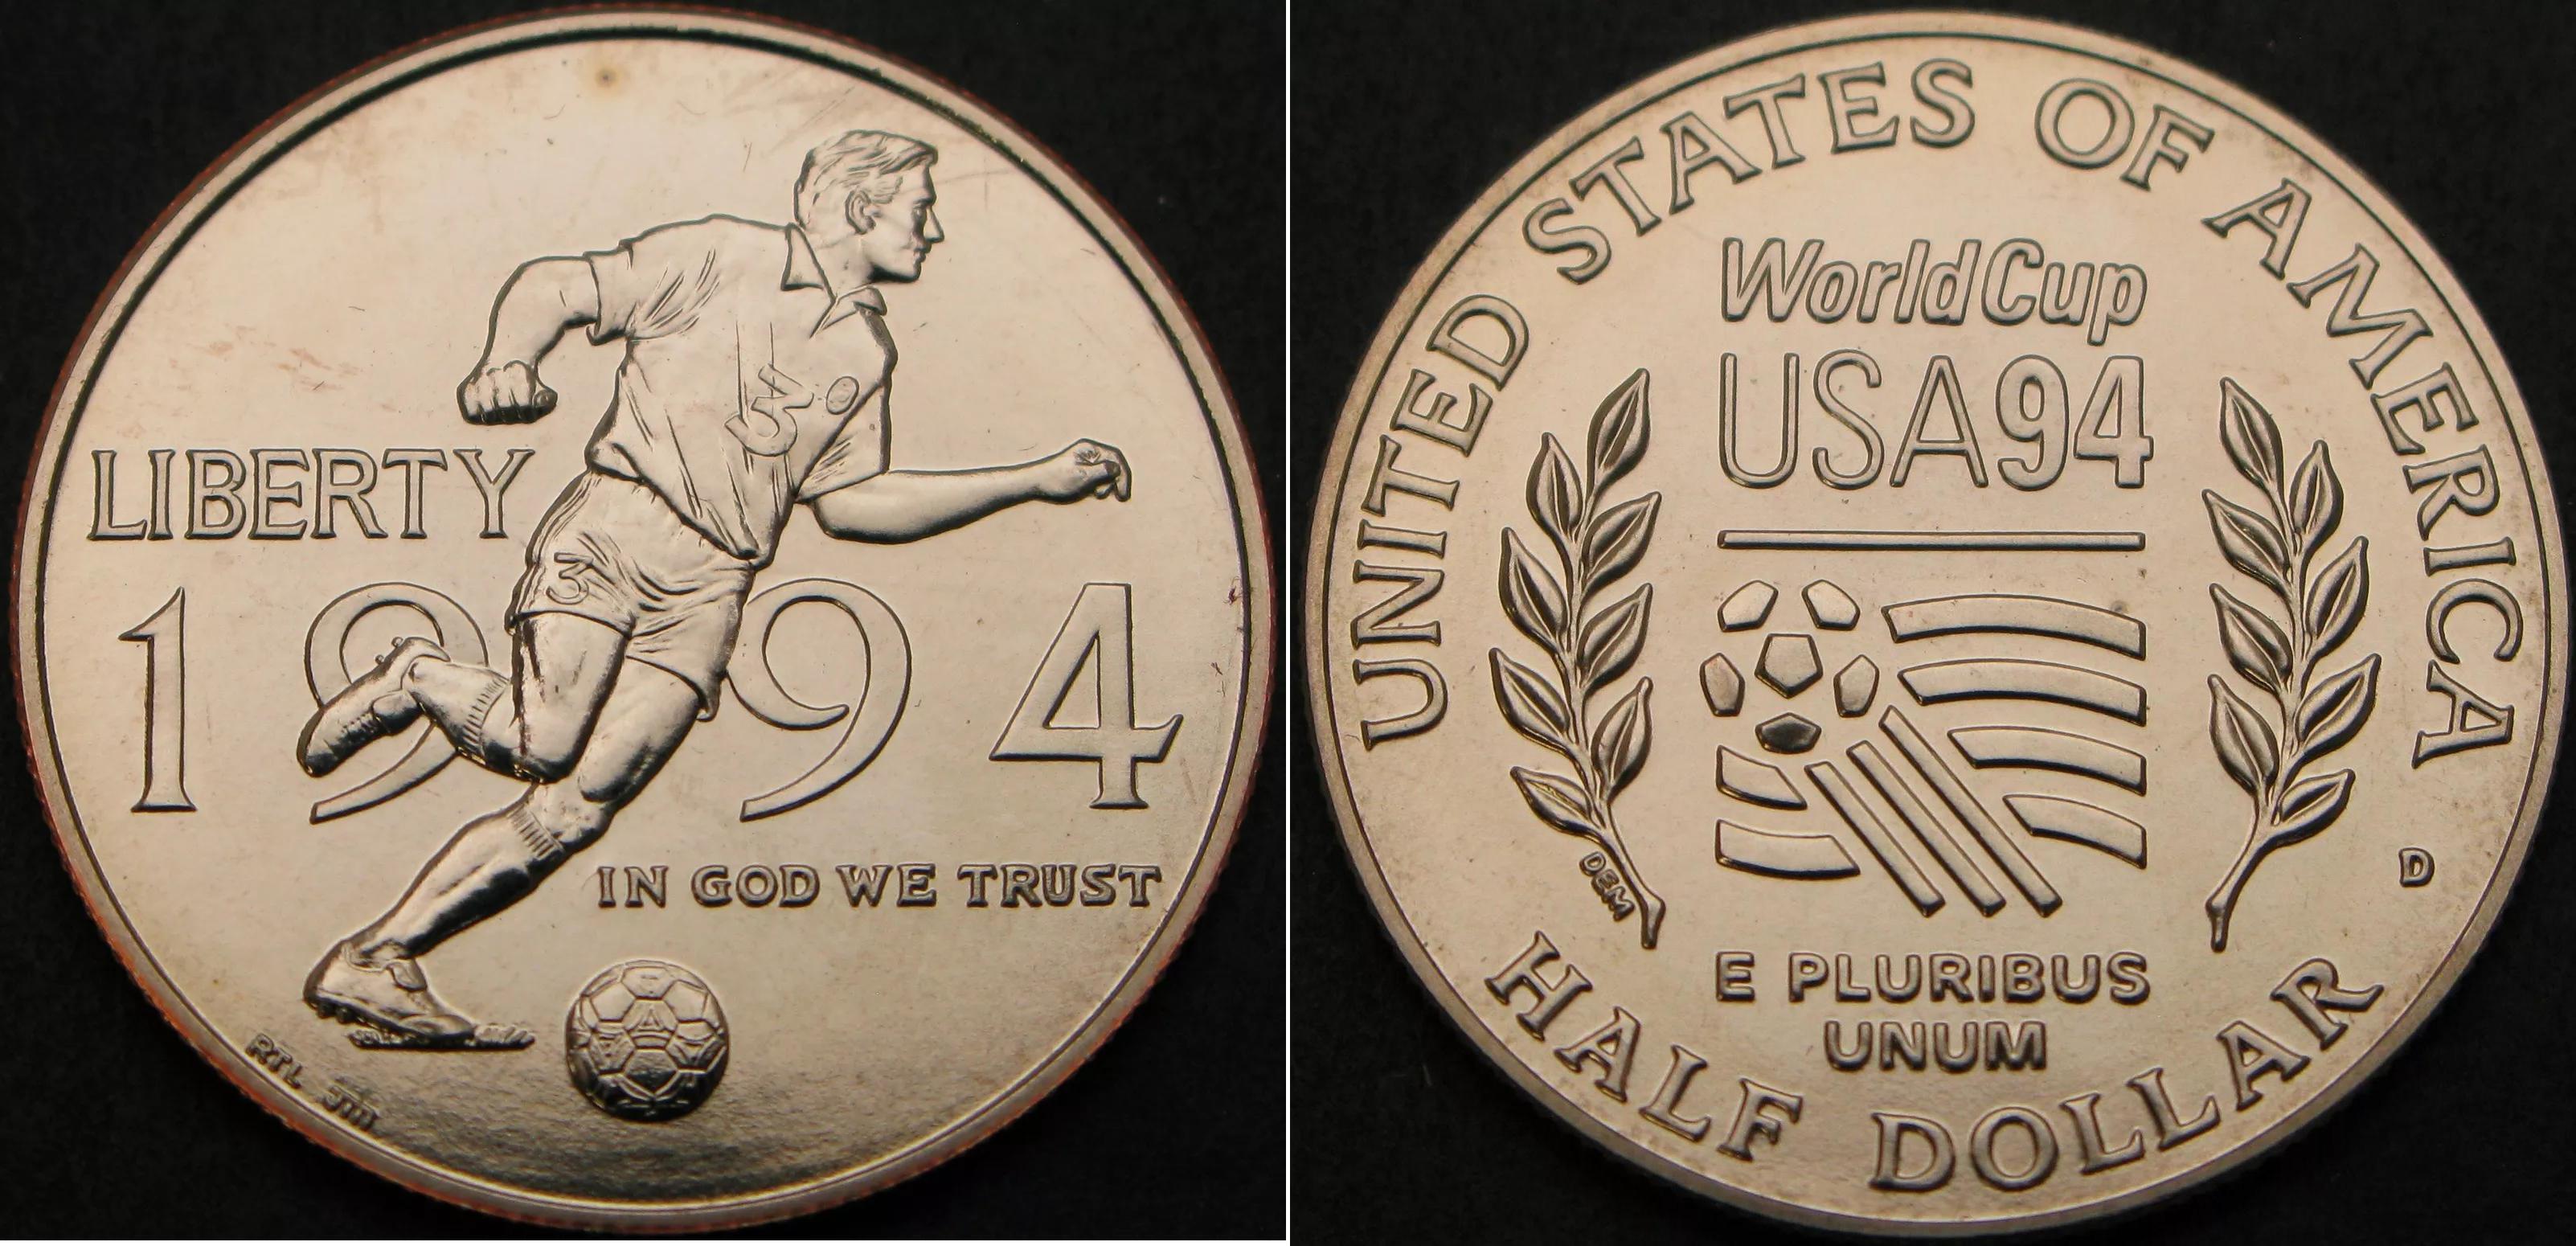 LIBERTY
1994
3
3
IN GOD WE TRUST
RTL
UNITED STATES OF AMERICA
WorldCup
USA94
DEM
D
E PLURIBUS
UNUM
HALF DOLLAR